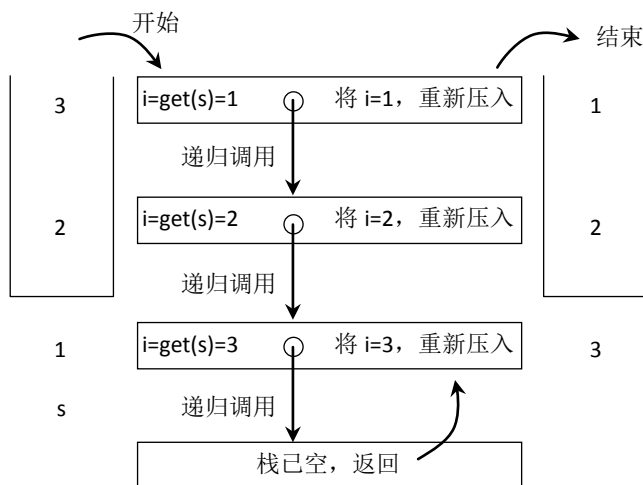 开始
结束
3
i=get(s)=1
将 i=1，重新压入
1
递归调用
2
i=get(s)=2
将 i=2，重新压入
2
递归调用
1
i=get(s)=3
将 i=3，重新压入
3
s
递归调用
栈已空，返回